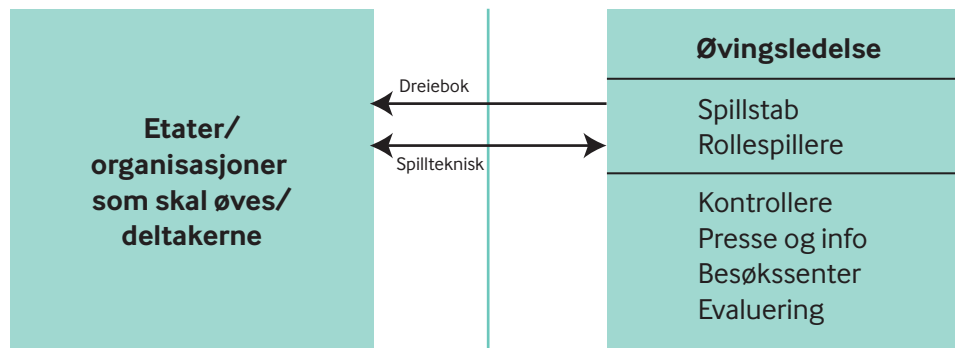 Etater/
organisasjoner
som skal øves/
deltakerne
Dreiebok
Spillteknisk
Øvingsledelse
Spillstab
Rollespillere
Kontrollere
Presse og info
Besøkssenter
Evaluering